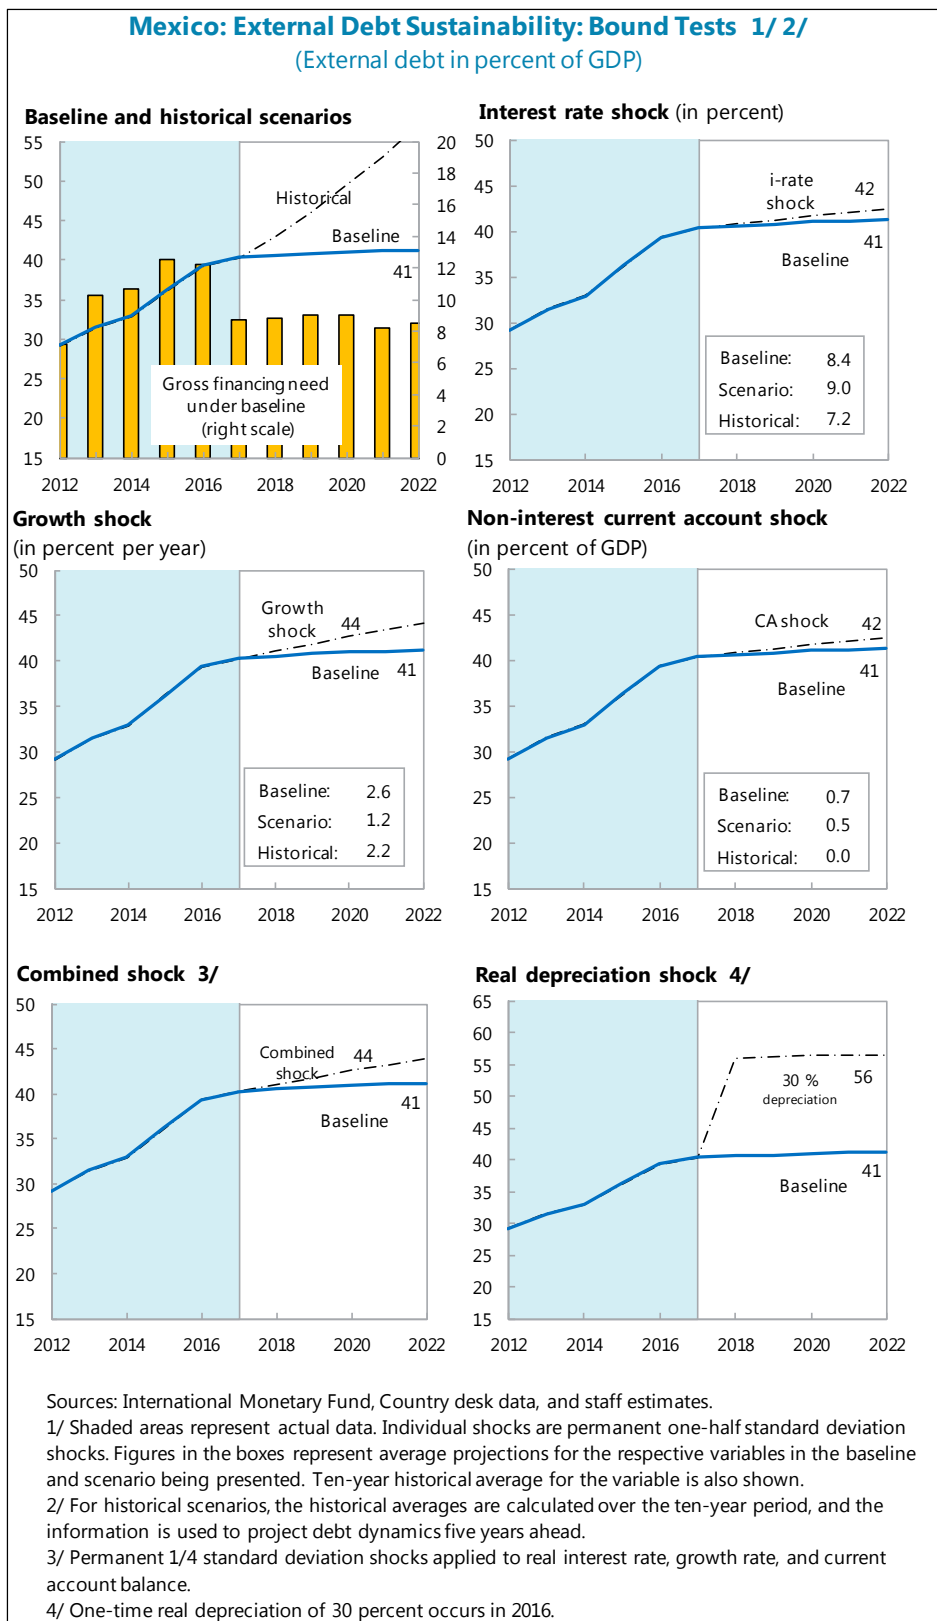 Mexico: External Debt Sustainability: Bound Tests 1/ 2/
(External debt in percent of GDP)
Baseline and historical scenarios
55
50
45
40
35
30
25
20
15
20
18
16
14
12
10
8
6
4
2
0
Historical
Baseline
41
Gross financing need
under baseline
(right scale)
2012 2014 2016 2018 2020 2022
Interest rate shock (in percent)
50
45
40
35
30
25
20
15
i-rate
shock
42
41
Baseline
Baseline: 8.4
Scenario: 9.0
Historical: 7.2
2012 2014 2016 2018 2020 2022
Growth shock
(in percent per year)
50
45
40
35
30
25
20
15
Growth
shock
44
Baseline
41
Baseline: 2.6
Scenario: 1.2
Historical: 2.2
2012 2014 2016 2018 2020 2022
Non-interest current account shock
(in percent of GDP)
50
45
40
35
30
25
20
15
CA shock
42
41
Baseline
Baseline: 0.7
Scenario: 0.5
Historical: 0.0
2012 2014 2016 2018 2020 2022
Combined shock 3/
50
45
40
35
30
25
20
15
Combined
shock
44
41
Baseline
2012 2014 2016 2018 2020 2022
Real depreciation shock 4/
65
60
55
50
45
40
35
30
25
20
15
30 %
depreciation
56
41
Baseline
2012 2014 2016 2018 2020 2022
Sources: International Monetary Fund, Country desk data, and staff estimates.
1/ Shaded areas represent actual data. Individual shocks are permanent one-half standard deviation
shocks. Figures in the boxes represent average projections for the respective variables in the baseline
and scenario being presented. Ten-year historical average for the variable is also shown.
2/ For historical scenarios, the historical averages are calculated over the ten-year period, and the
information is used to project debt dynamics five years ahead.
3/ Permanent 1/4 standard deviation shocks applied to real interest rate, growth rate, and current
account balance.
4/ One-time real depreciation of 30 percent occurs in 2016.